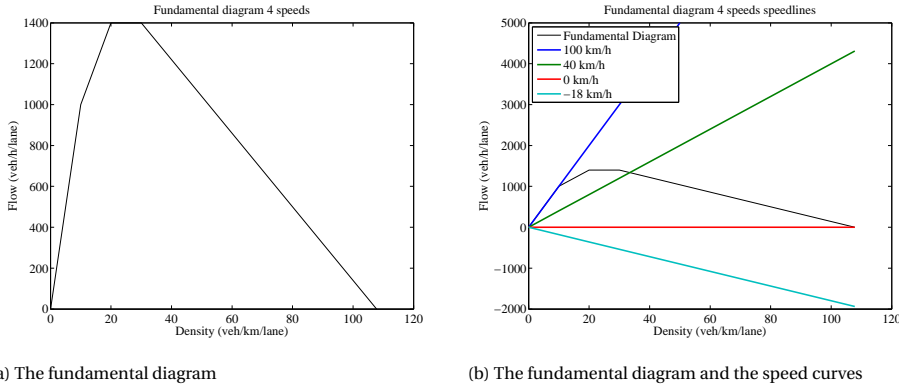 Fundamental diagram 4 speeds
1400
1200
1000
800
600
400
200
0
Flow (veh/h/lane)
0 20 40 60 80 100 120
Density (veh/km/lane)
a) The fundamental diagram
Fundamental diagram 4 speeds speedlines
5000
4000
3000
2000
1000
0
−1000
−2000
Flow (veh/h/lane)
Fundamental Diagram
100 km/h
40 km/h
0 km/h
−18 km/h
0 20 40 60 80 100 120
Density (veh/km/lane)
(b) The fundamental diagram and the speed curves